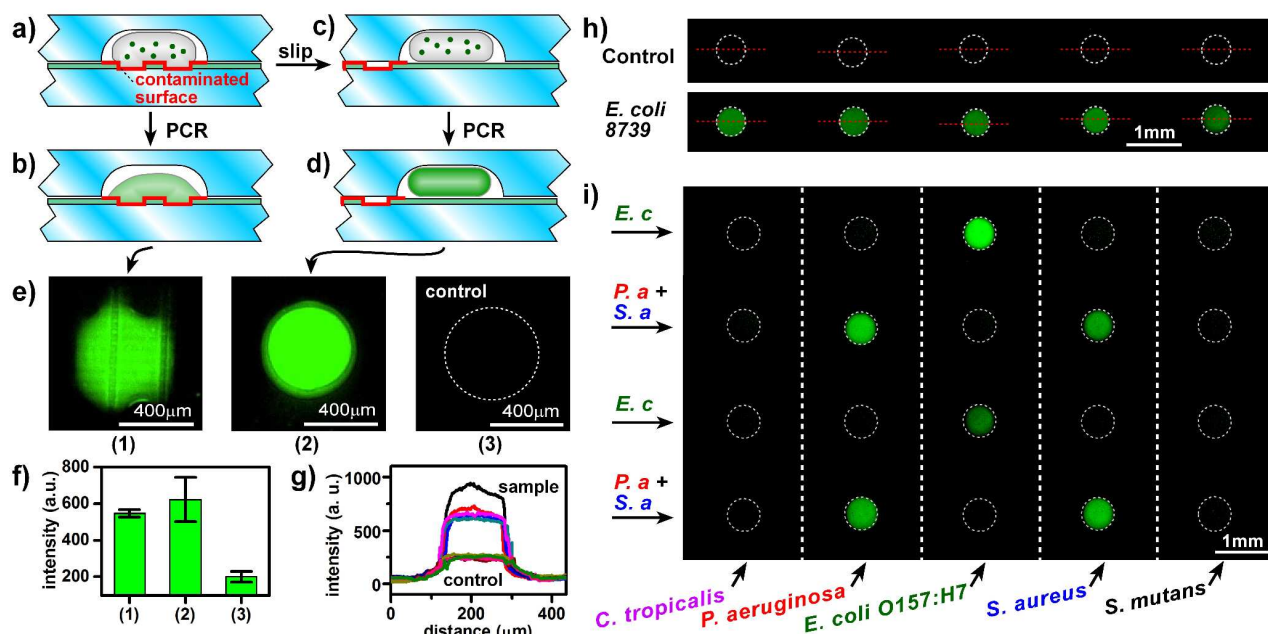 a)
c)
slip
contaminated
surface
PCR
PCR
b)
d)
e)
control
400μm
400μm
400μm
(1)
(2)
(3)
f)
800
600
400
200
intensity (a.u.)
(1)
(2)
(3)
g)
1000
750
500
250
0
intensity (a. u.)
sample
control
0
200
400
distance (μm)
h)
Control
E. coli
8739
1mm
i)
E. c
P. a +
S. a
E. c
P. a +
S. a
1mm
C. tropicalis
P. aeruginosa
E. coli O157:H7
S. aureus
S. mutans